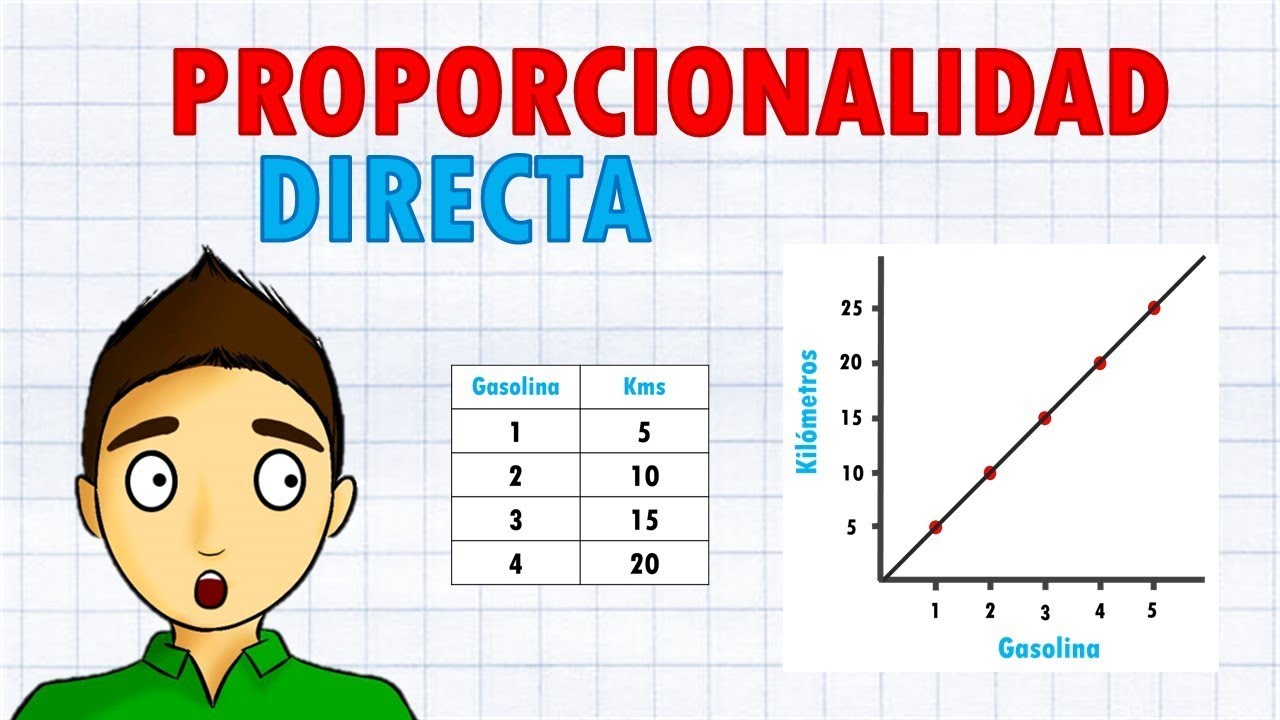 PROPORCIONALIDAD
DIRECTA
Gasolina Kms
1 5
2 10
3 15
4 20
Kilómetros
25
20
15
10
5
1 2 3 4 5
Gasolina